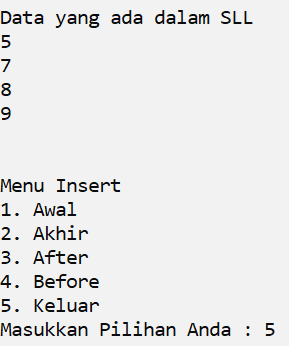 Data yang ada dalam SLL
5
7
8
9
Menu Insert
1. Awal
2. Akhir
3. After
4. Before
5. Keluar
Masukkan Pilihan Anda : 5